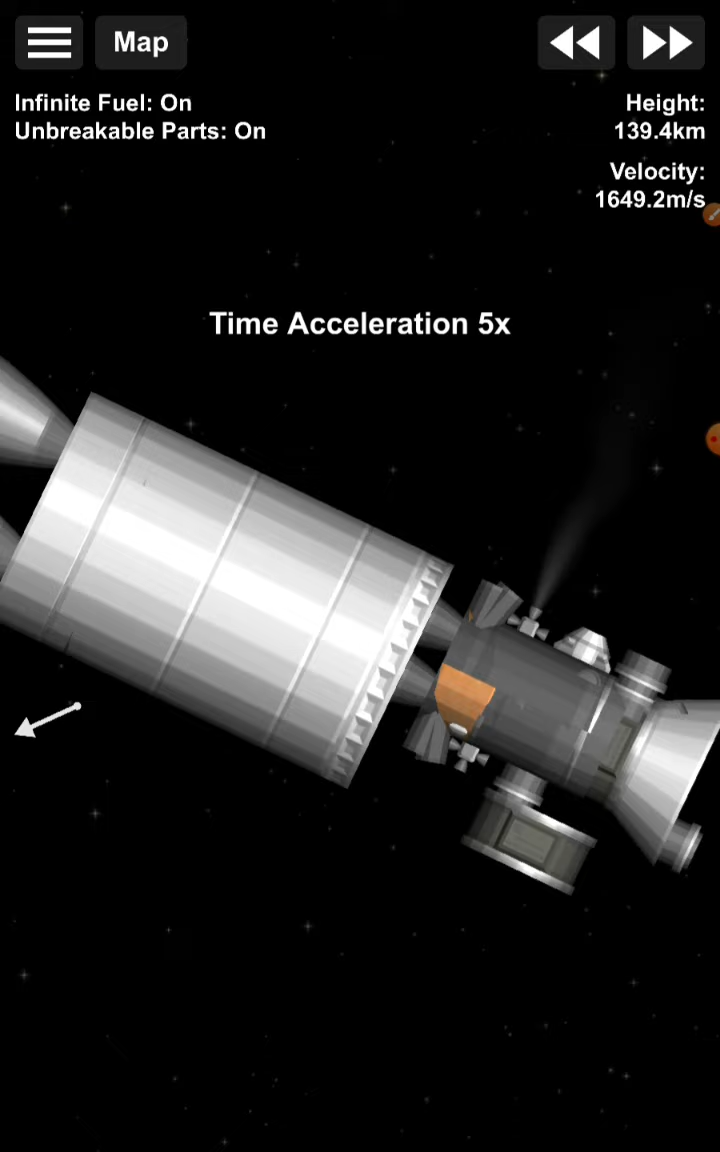 Map
Infinite Fuel: On
Unbreakable Parts: On
Height:
139.4km
Velocity:
1649.2m/s
Time Acceleration 5x